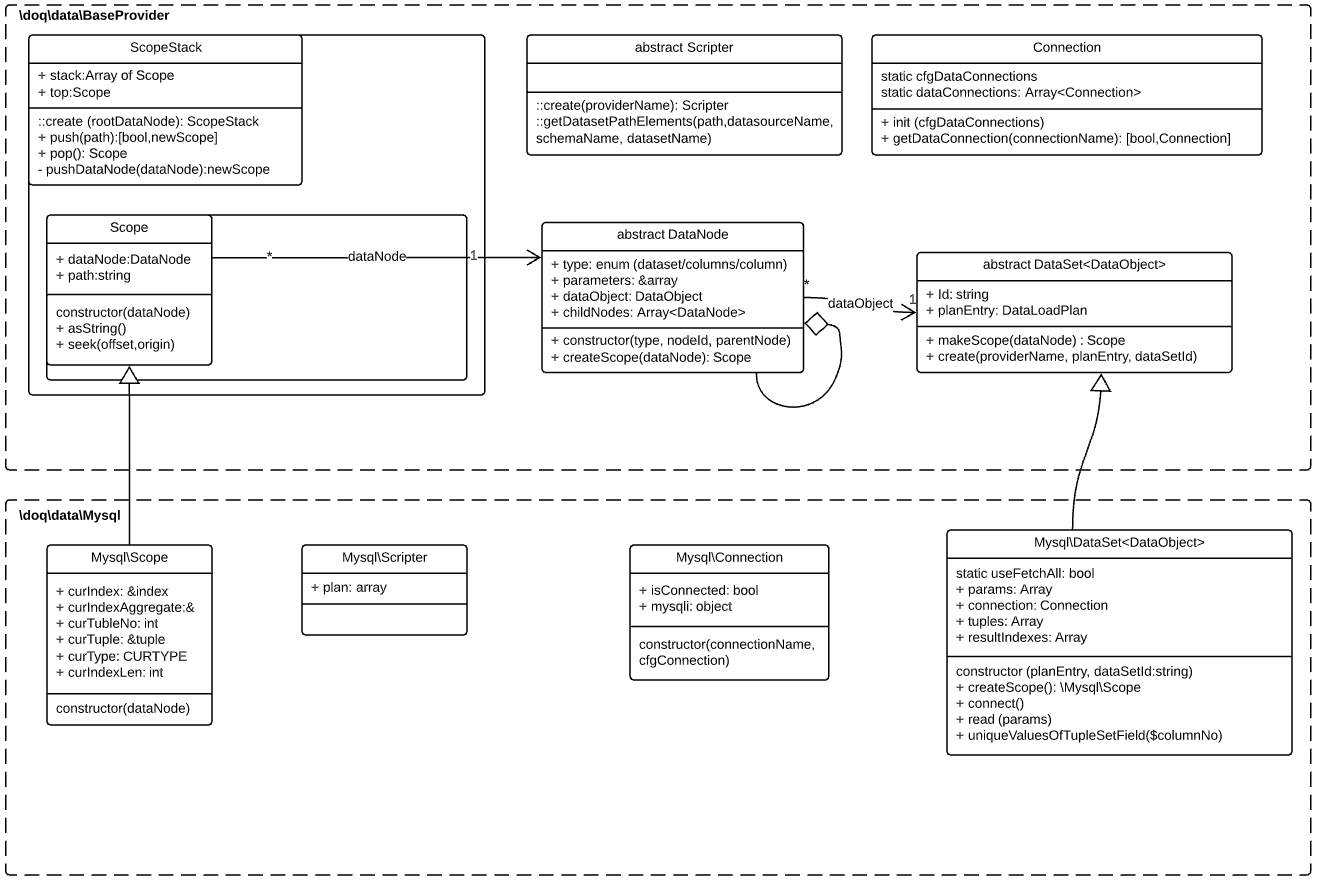 \doq\data\BaseProvider
ScopeStack
+ stack:Array of Scope
+ top:Scope
::create (rootDataNode): ScopeStack
+ push(path):[bool,newScope]
+ pop(): Scope
- pushDataNode(dataNode):newScope
abstract Scripter
::create(providerName): Scripter
::getDatasetPathElements(path,datasourceName,
schemaName, datasetName)
Connection
static cfgDataConnections
static dataConnections: Array<Connection>
+ init (cfgDataConnections)
+ getDataConnection(connectionName): [bool,Connection]
Scope
+ dataNode:DataNode
+ path:string
constructor(dataNode)
+ asString()
+ seek(offset,origin)
*
dataNode
1
abstract DataNode
+ type: enum (dataset/columns/column)
+ parameters: &array
+ dataObject: DataObject
+ childNodes: Array<DataNode>
+ constructor(type, nodeId, parentNode)
+ createScope(dataNode): Scope
*
dataObject
1
abstract DataSet<DataObject>
+ Id: string
+ planEntry: DataLoadPlan
+ makeScope(dataNode) : Scope
+ create(providerName, planEntry, dataSetId)
\doq\data\Mysql
Mysql\Scope
+ curIndex: &index
+ curIndexAggregate:&
+ curTubleNo: int
+ curTuple: &tuple
+ curType: CURTYPE
+ curIndexLen: int
constructor(dataNode)
Mysql\Scripter
+ plan: array
Mysql\Connection
+ isConnected: bool
+ mysqli: object
constructor(connectionName,
cfgConnection)
Mysql\DataSet<DataObject>
static useFetchAll: bool
+ params: Array
+ connection: Connection
+ tuples: Array
+ resultIndexes: Array
constructor (planEntry, dataSetId:string)
+ createScope(): \Mysql\Scope
+ connect()
+ read (params)
+ uniqueValuesOfTupleSetField($columnNo)